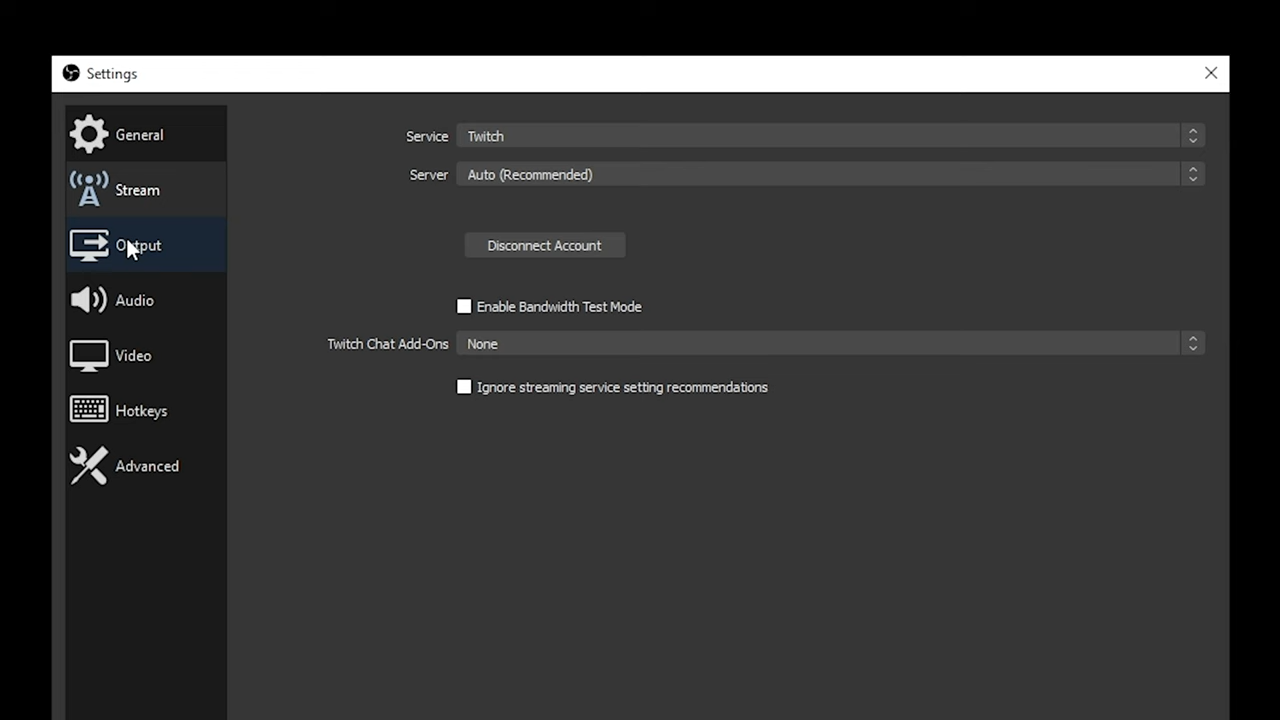 Settings
General
Stream
Output
Audio
Video
Hotkeys
Advanced
Service Twitch
Server Auto (Recommended)
Disconnect Account
Enable Bandwidth Test Mode
Twitch Chat Add-Ons None
Ignore streaming service setting recommendations